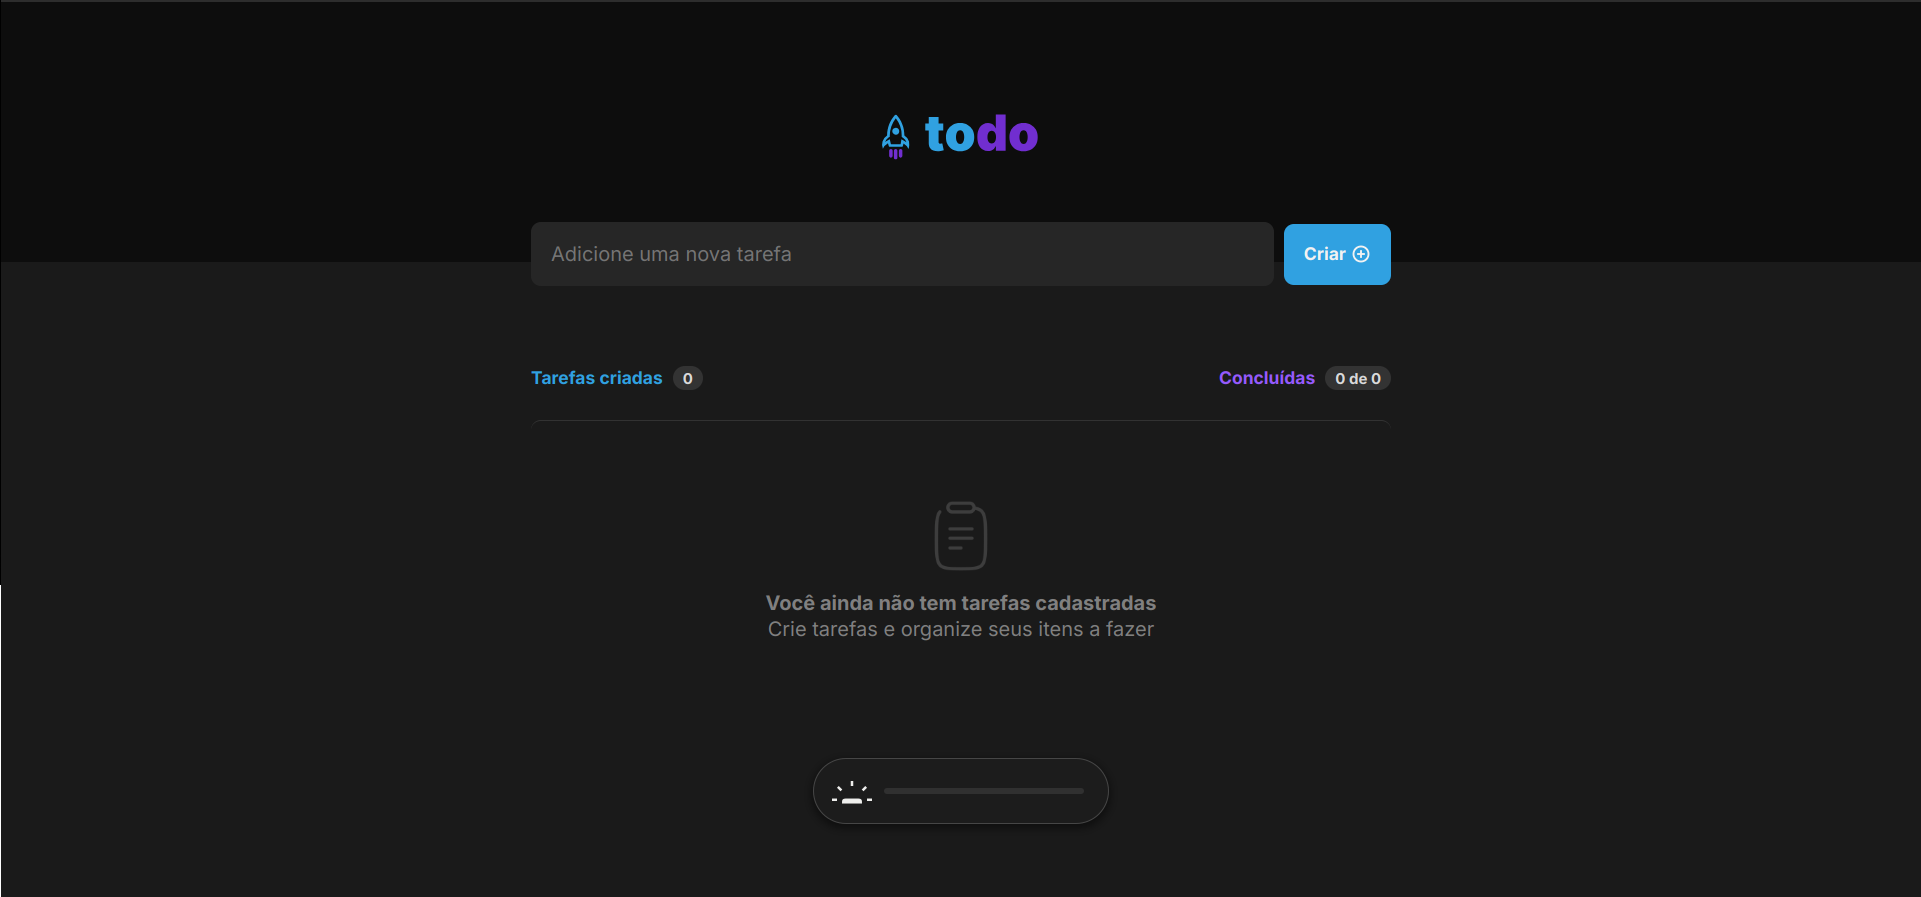 todo
Adicione uma nova tarefa
Criar
Tarefas criadas 0
Concluídas 0 de 0
Você ainda não tem tarefas cadastradas
Crie tarefas e organize seus itens a fazer